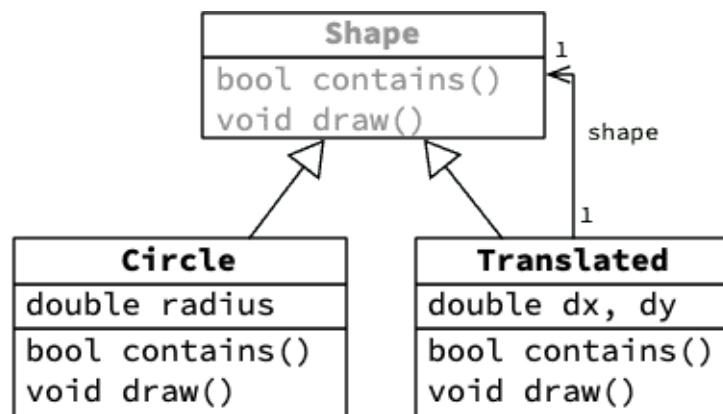 Shape
1
bool contains()
void draw()
shape
1
Circle
double radius
bool contains()
void draw()
Translated
double dx, dy
bool contains()
void draw()